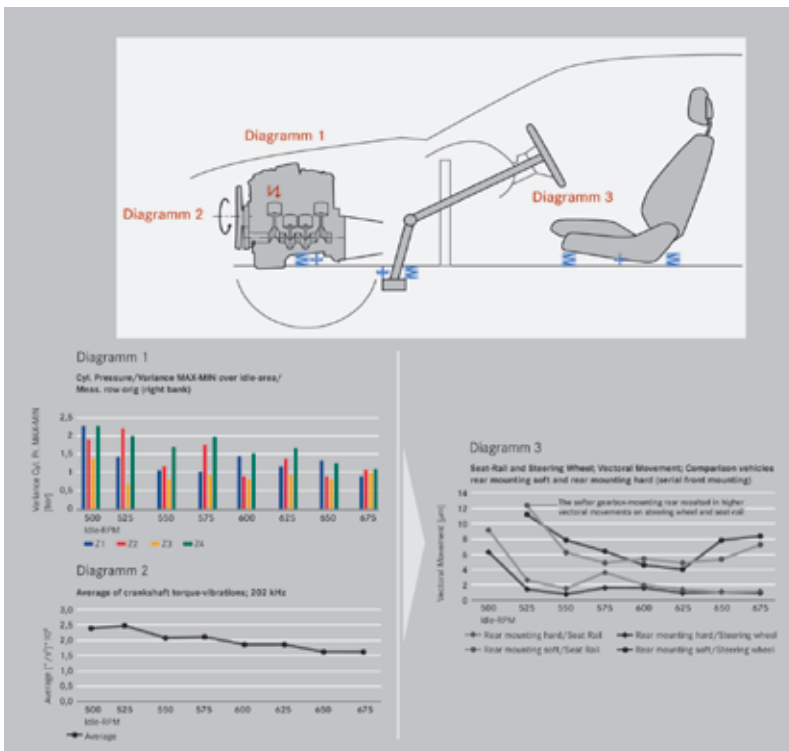 Diagramm 1
Diagramm 2
Diagramm 3
Diagramm 1
Cyl. Pressure/Variance MAX-MIN over idle-area/
Meas. row orig (right bank)
Variance Cyl. Pr. MAX-MIN
2,5
2
1,5
1
0,5
0
500 525 550 575 600 625 650 675
Idle-RPM
Z1 Z2 Z3 Z4
Diagramm 2
Average of crankshaft torque-vibrations; 202 kHz
3,0
2,5
2,0
1,5
1,0
0,5
0,0
500 525 550 575 600 625 650 675
Idle-RPM
Average
Diagramm 3
Seat-Rail and Steering Wheel; Vectoral Movement; Comparison vehicles
rear mounting soft and rear mounting hard (serial front mounting)
Vectoral Movement [µm]
14
12
10
8
6
4
2
0
The softer gearbox-mounting rear resulted in higher
vectoral movements on steering wheel and seat-rail
500 525 550 575 600 625 650 675
Idle-RPM
Rear mounting hard/Seat Rail Rear mounting hard/Steering wheel
Rear mounting soft/Seat Rail Rear mounting soft/Steering wheel